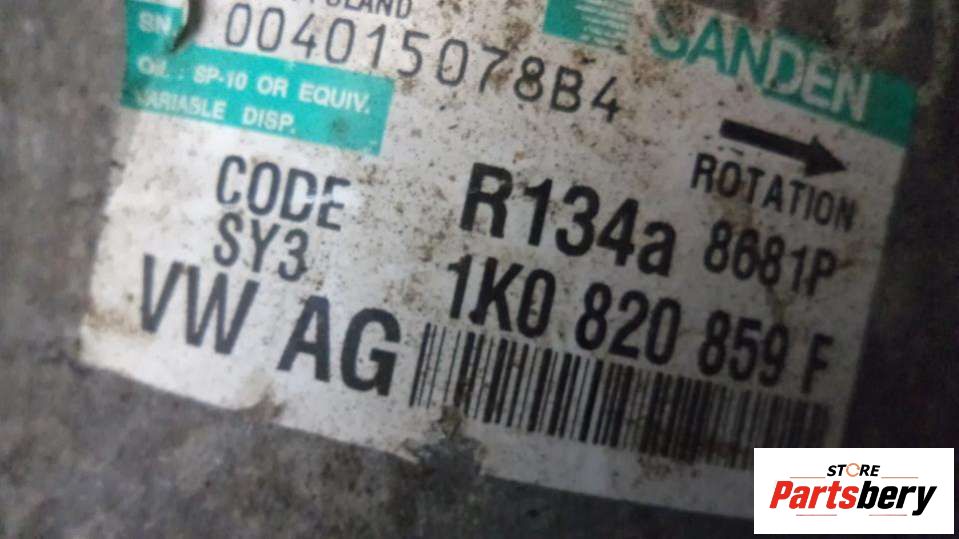 POLAND
SANDEN
SN 004015078B4
OIL : SP-10 OR EQUIV.
VARIABLE DISP.
ROTATION
CODE
SY3
R134a 8681P
VW AG
1K0 820 859 F
STORE
Partsbery